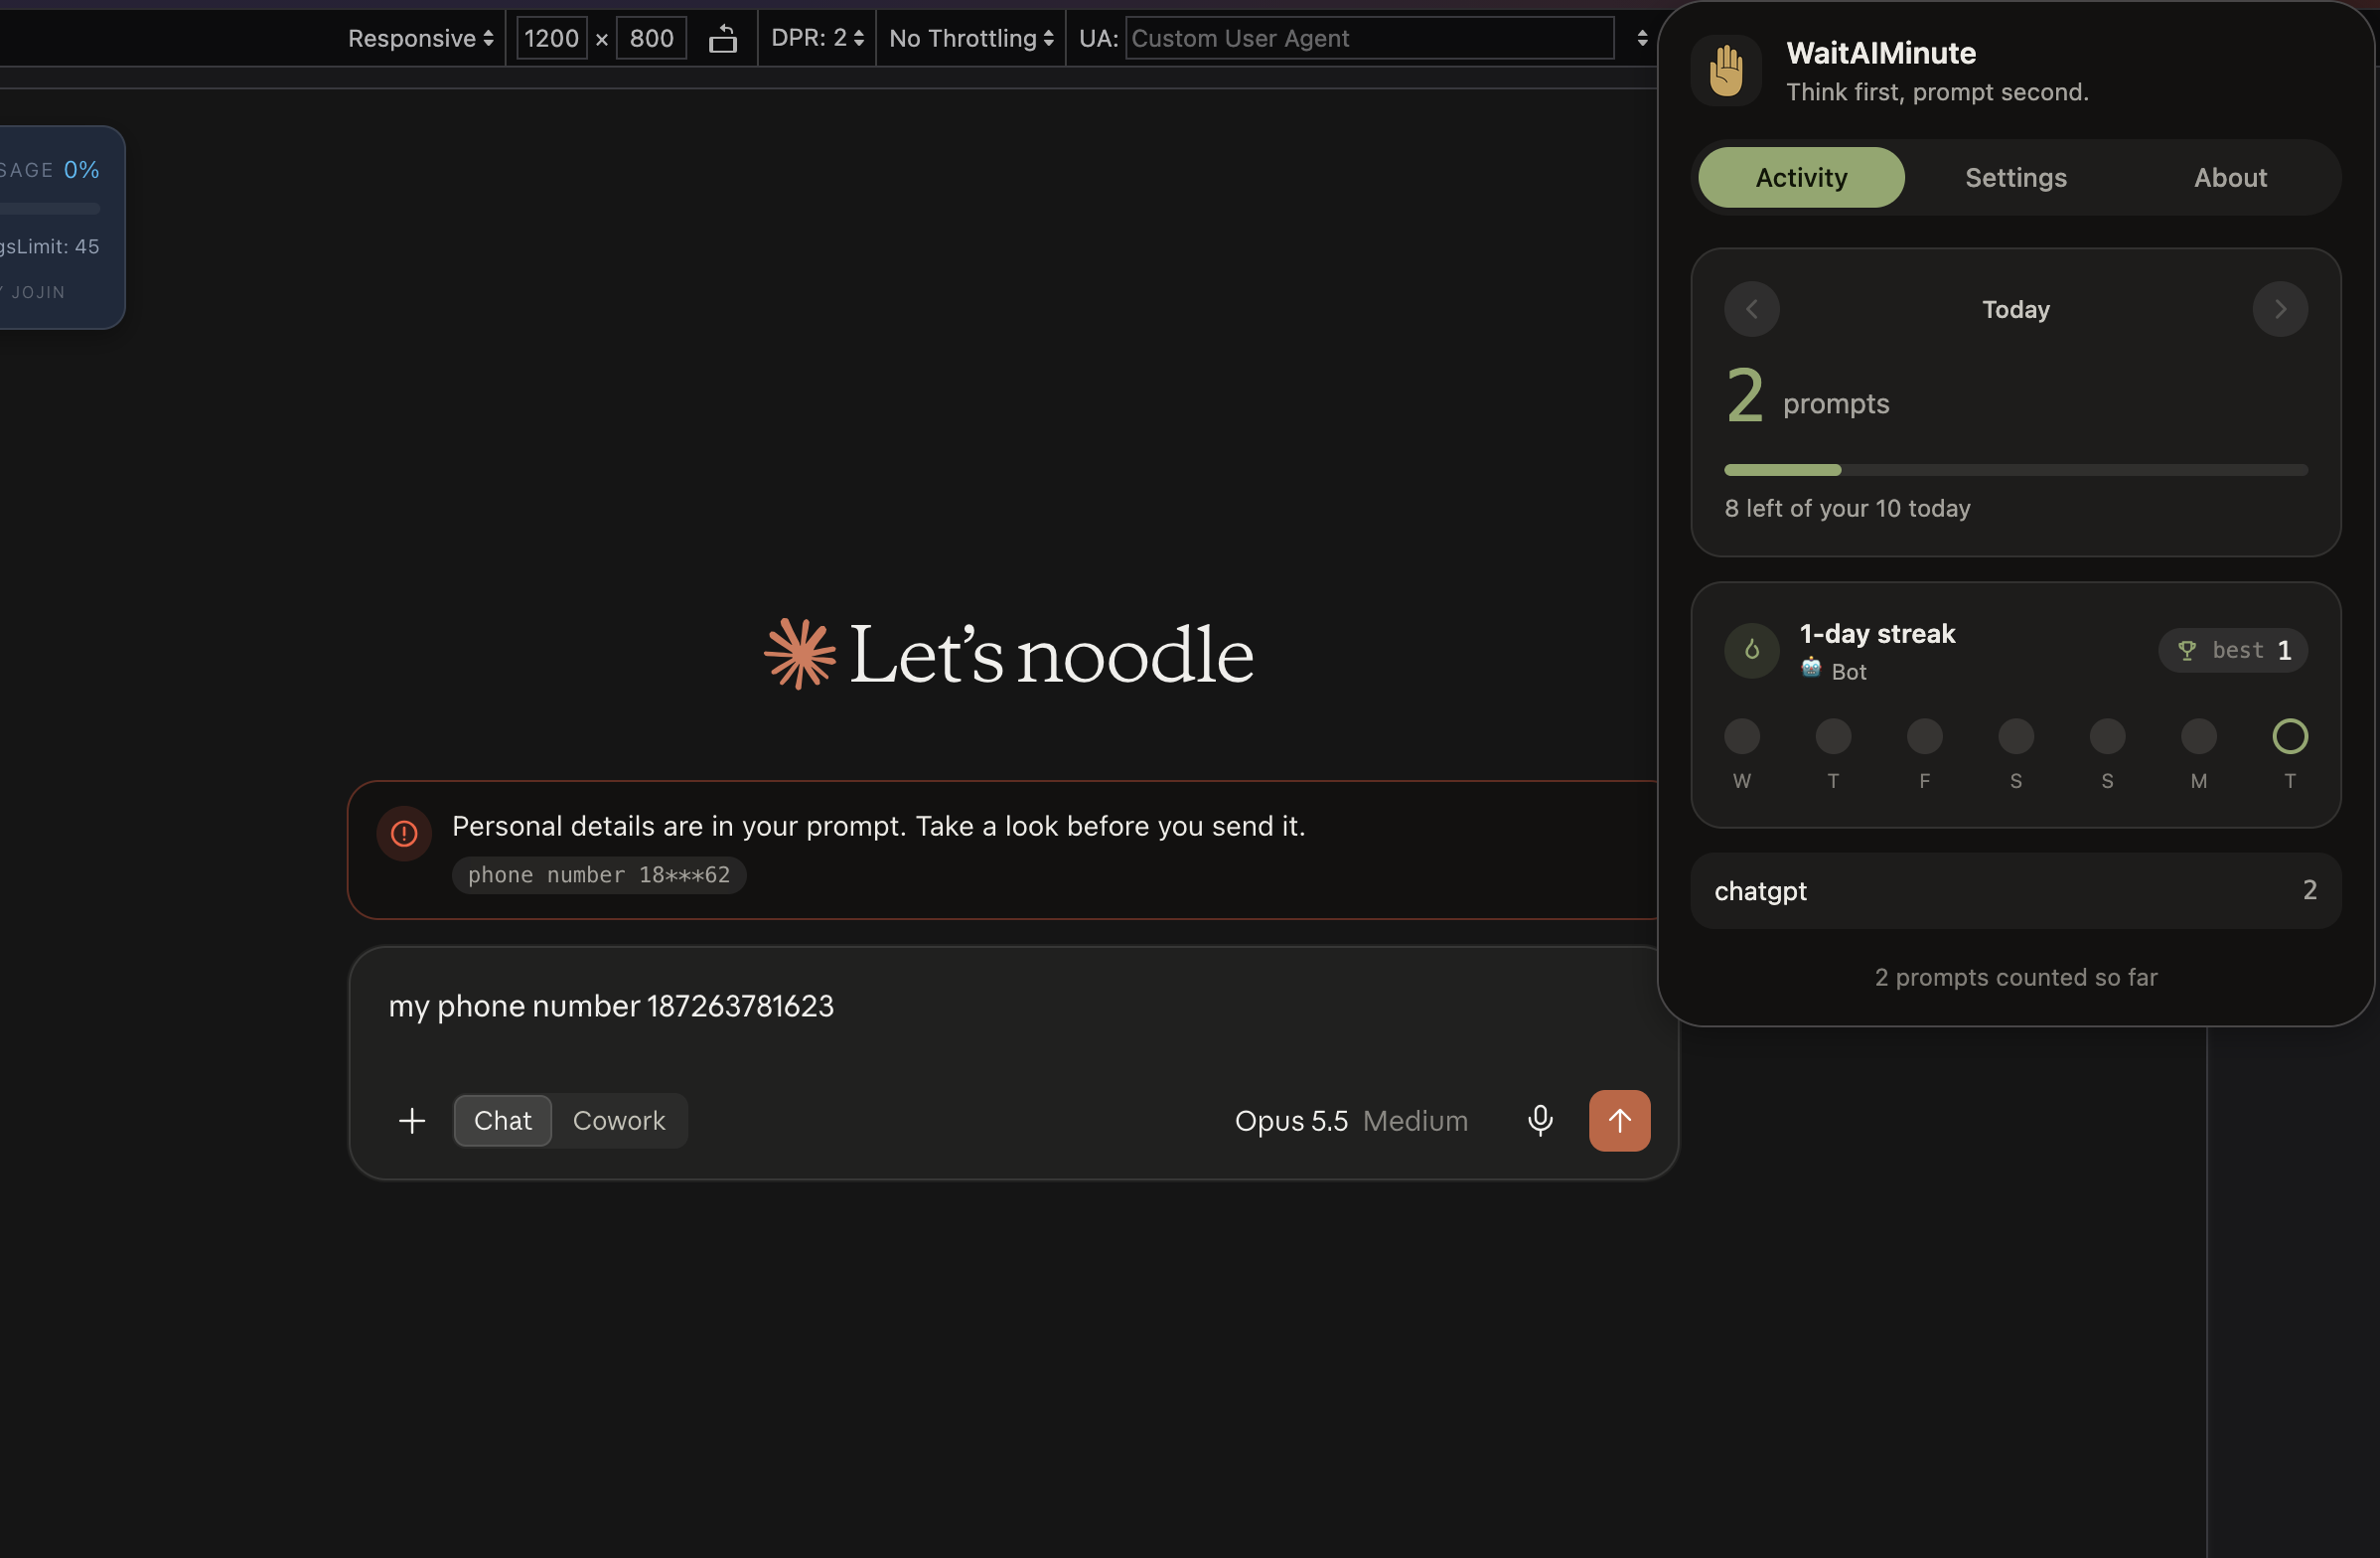 Responsive
1200 × 800
DPR: 2
No Throttling
UA: Custom User Agent
SAGE 0%
gsLimit: 45
Y JOJIN
Let’s noodle
Personal details are in your prompt. Take a look before you send it.
phone number 18***62
my phone number 187263781623
Chat
Cowork
Opus 5.5 Medium
WaitAIMinute
Think first, prompt second.
Activity
Settings
About
Today
2 prompts
8 left of your 10 today
1-day streak
Bot
best 1
W T F S S M T
chatgpt 2
2 prompts counted so far